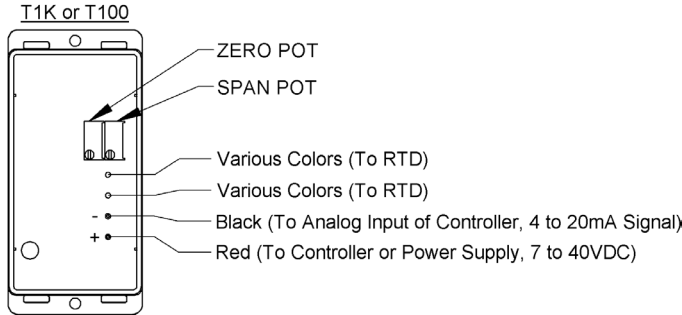 T1K or T100
ZERO POT
SPAN POT
Various Colors (To RTD)
Various Colors (To RTD)
- Black (To Analog Input of Controller, 4 to 20mA Signal)
+ Red (To Controller or Power Supply, 7 to 40VDC)